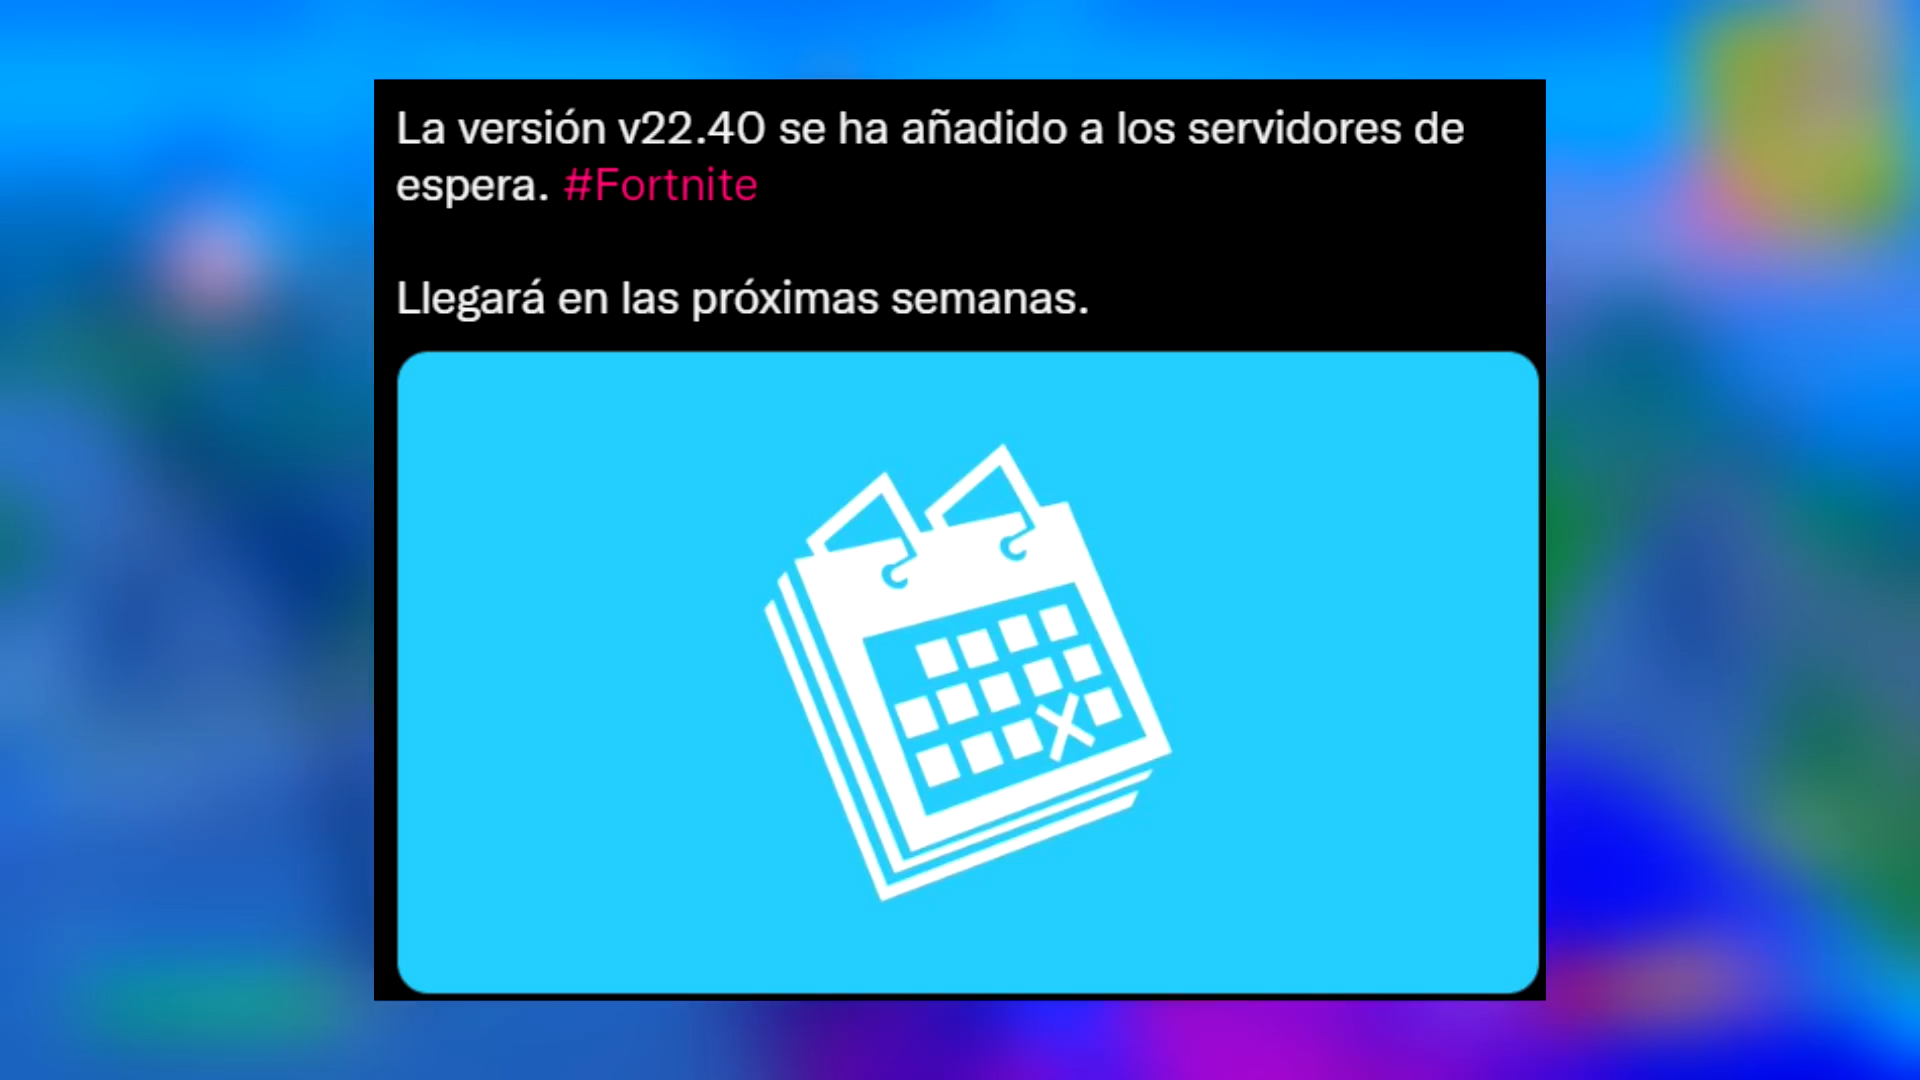 La versión v22.40 se ha añadido a los servidores de
espera. #Fortnite
Llegará en las próximas semanas.